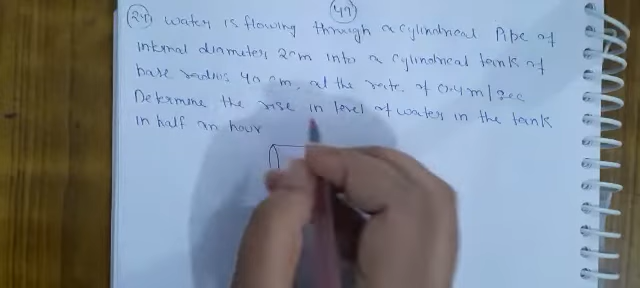 49
24) water is flowing through a cylindrical Pipe of
internal diameter 2cm into a cylindrical tank of
base radius 40 cm, at the rate of 0.4 m/sec
Determine the rise in level of water in the tank
in half an hour